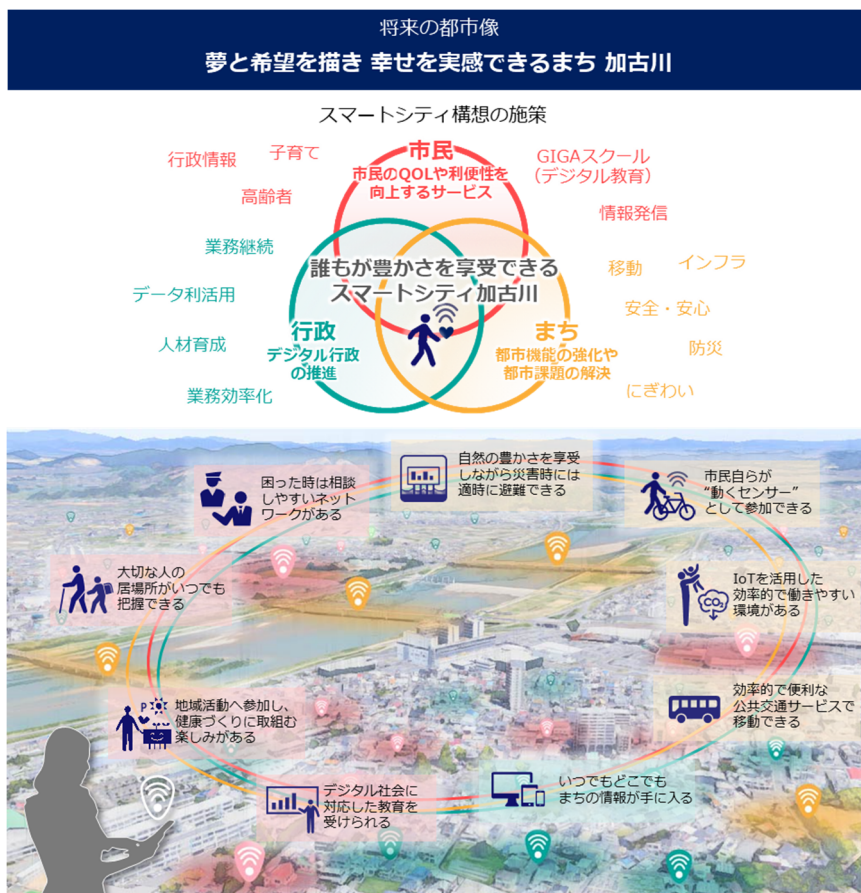 将来の都市像
夢と希望を描き 幸せを実感できるまち 加古川
スマートシティ構想の施策
行政情報
子育て
高齢者
市民
市民のQOLや利便性を
向上するサービス
GIGAスクール
(デジタル教育)
情報発信
業務継続
データ利活用
人材育成
業務効率化
誰もが豊かさを享受できる
スマートシティ加古川
行政
デジタル行政
の推進
まち
都市機能の強化や
都市課題の解決
移動
インフラ
安全・安心
防災
にぎわい
困った時は相談
しやすいネット
ワークがある
自然の豊かさを享受
しながら災害時には
適時に避難できる
市民自らが
“動くセンサー”
として参加できる
大切な人の
居場所がいつでも
把握できる
CO₂
IoTを活用した
効率的で働きやすい
環境がある
P
地域活動へ参加し、
健康づくりに取組む
楽しみがある
効率的で便利な
公共交通サービスで
移動できる
デジタル社会に
対応した教育を
受けられる
いつでもどこでも
まちの情報が手に入る